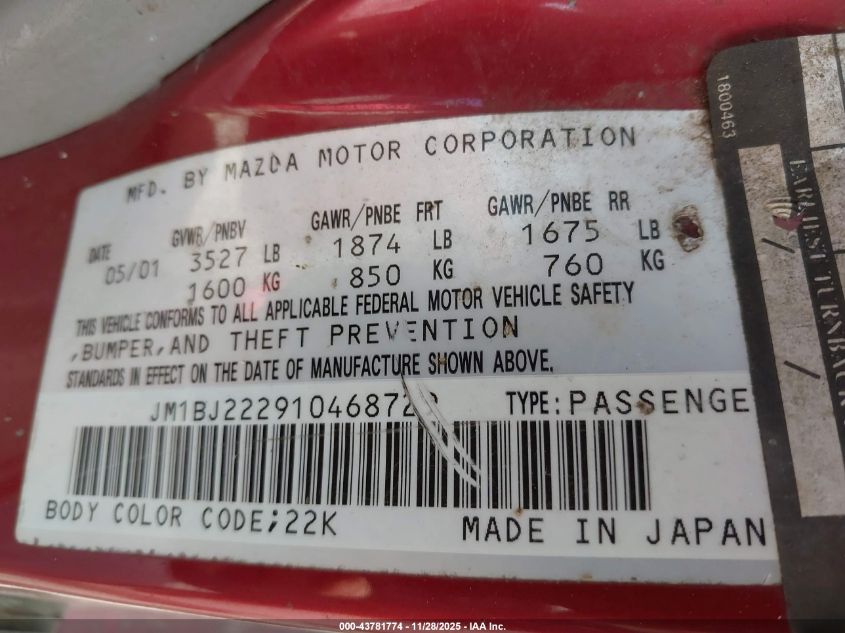 MFD. BY MAZDA MOTOR CORPORATION
DATE GVWR/PNBV GAWR/PNBE FRT GAWR/PNBE RR
05/01 3527 LB 1874 LB 1675 LB
1600 KG 850 KG 760 KG
THIS VEHICLE CONFORMS TO ALL APPLICABLE FEDERAL MOTOR VEHICLE SAFETY
,BUMPER,AND THEFT PREVENTION
STANDARDS IN EFFECT ON THE DATE OF MANUFACTURE SHOWN ABOVE.
TYPE:PASSENGE
BODY COLOR CODE;22K MADE IN JAPAN
1800463
EARLIEST TURNBACK
000-43781774 - 11/28/2025 - IAA Inc.